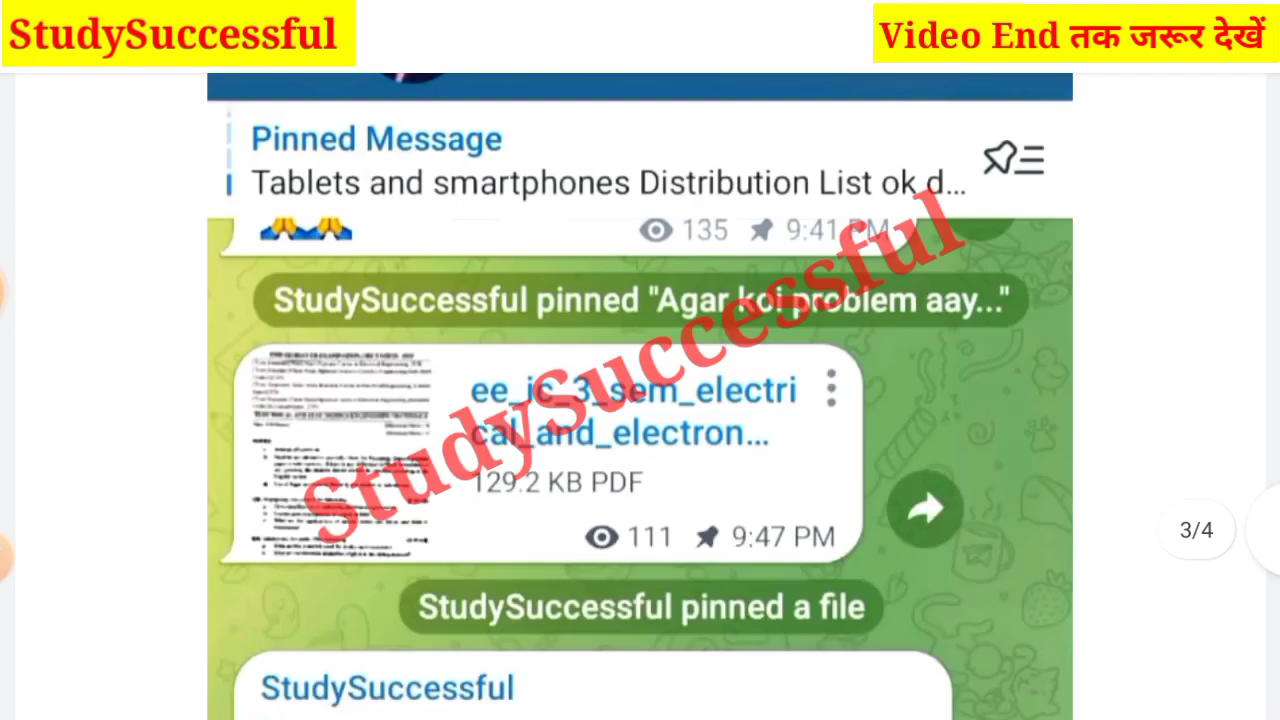 StudySuccessful
Video End तक जरूर देखें
Pinned Message
Tablets and smartphones Distribution List ok d...
135 9:41 PM
StudySuccessful pinned "Agar koi problem aay..."
ee_ic_3_sem_electri
cal_and_electron...
129.2 KB PDF
111 9:47 PM
StudySuccessful
3/4
StudySuccessful pinned a file
StudySuccessful